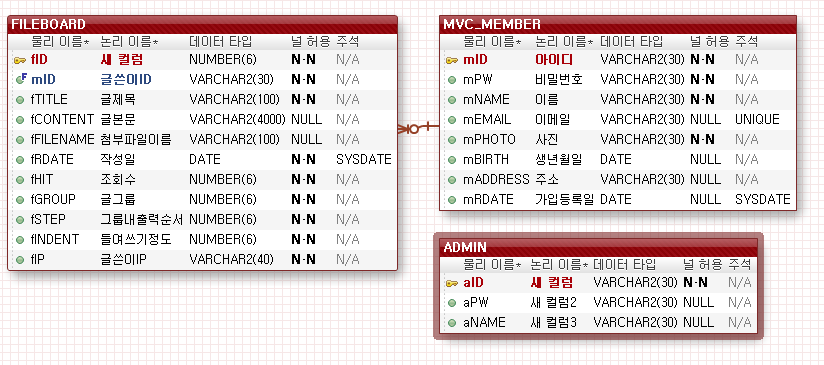 FILEBOARD
물리 이름* 논리 이름* 데이터 타입 널 허용 주석
fID 새 컬럼 NUMBER(6) N·N N/A
mID 글쓴이ID VARCHAR2(30) N·N N/A
fTITLE 글제목 VARCHAR2(100) N·N N/A
fCONTENT 글본문 VARCHAR2(4000) NULL N/A
fFILENAME 첨부파일이름 VARCHAR2(100) NULL N/A
fRDATE 작성일 DATE N·N SYSDATE
fHIT 조회수 NUMBER(6) N·N N/A
fGROUP 글그룹 NUMBER(6) N·N N/A
fSTEP 그룹내출력순서 NUMBER(6) N·N N/A
fINDENT 들여쓰기정도 NUMBER(6) N·N N/A
fIP 글쓴이IP VARCHAR2(40) N·N N/A
MVC_MEMBER
물리 이름* 논리 이름* 데이터 타입 널 허용 주석
mID 아이디 VARCHAR2(30) N·N N/A
mPW 비밀번호 VARCHAR2(30) N·N N/A
mNAME 이름 VARCHAR2(30) N·N N/A
mEMAIL 이메일 VARCHAR2(30) NULL UNIQUE
mPHOTO 사진 VARCHAR2(30) N·N N/A
mBIRTH 생년월일 DATE NULL N/A
mADDRESS 주소 VARCHAR2(30) NULL N/A
mRDATE 가입등록일 DATE NULL SYSDATE
ADMIN
물리 이름* 논리 이름* 데이터 타입 널 허용 주석
aID 새 컬럼 VARCHAR2(30) N·N N/A
aPW 새 컬럼2 VARCHAR2(30) NULL N/A
aNAME 새 컬럼3 VARCHAR2(30) NULL N/A